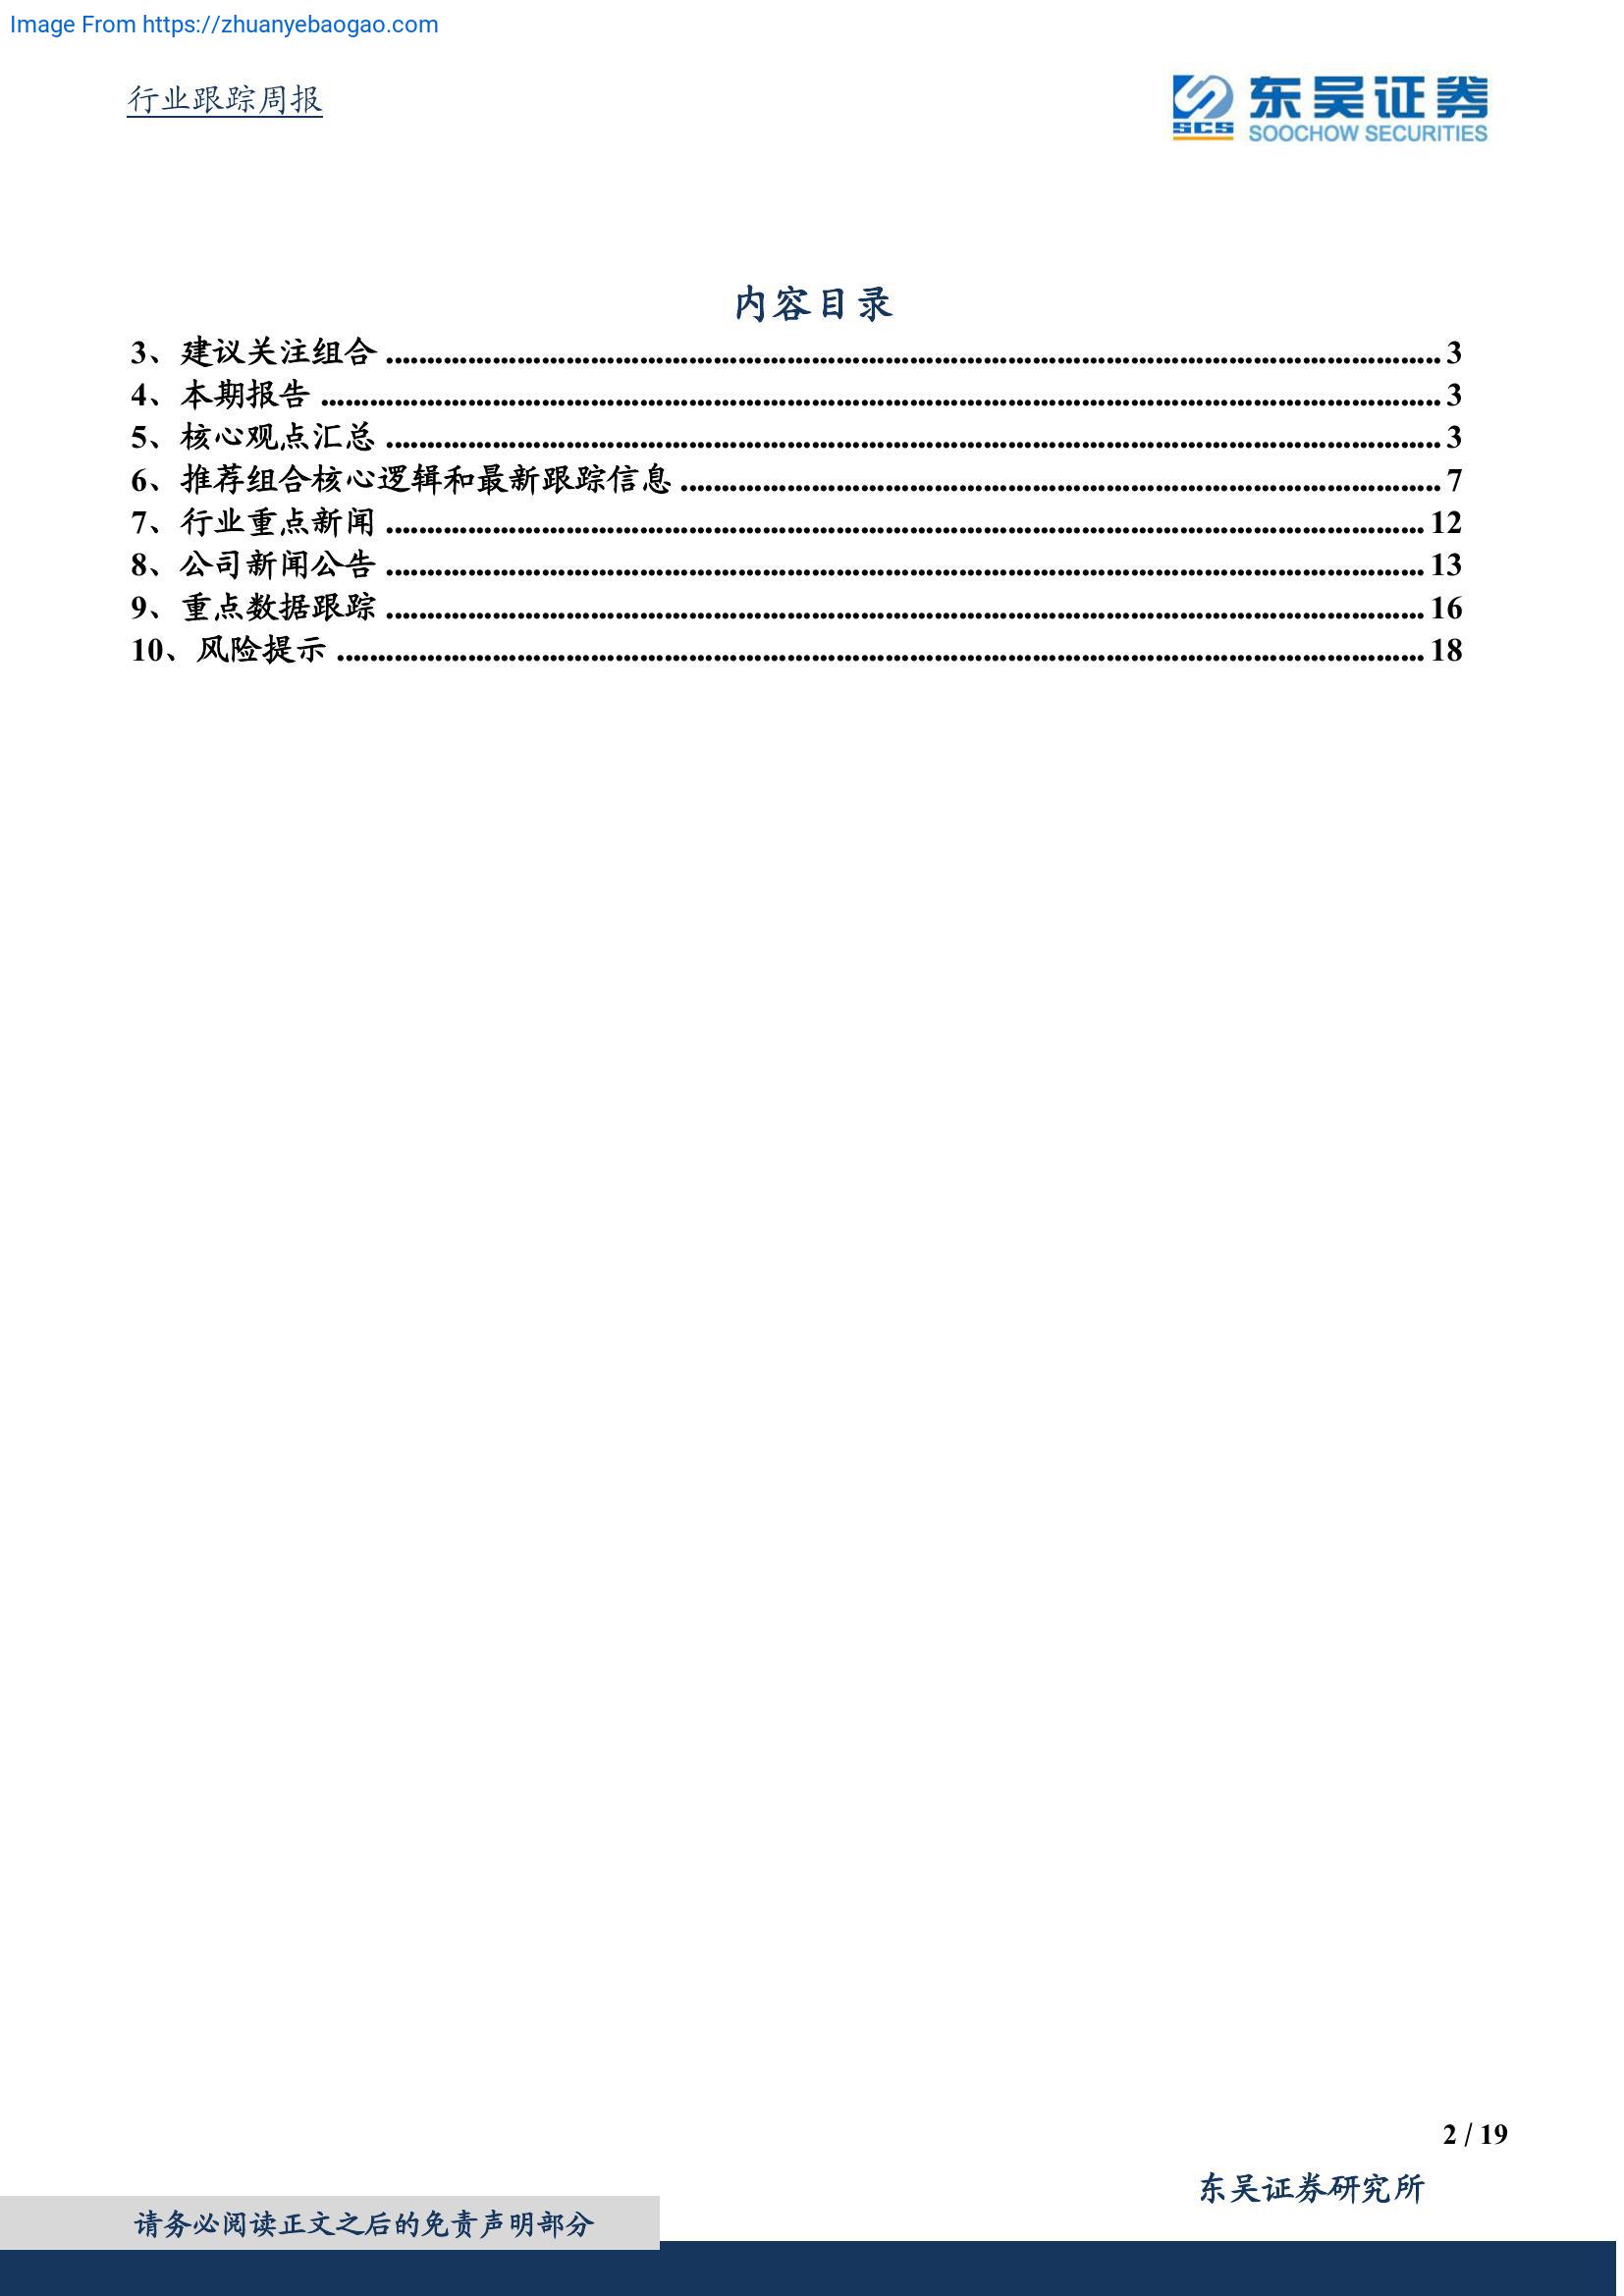 Image From https://zhuanyebaogao.com
行业跟踪周报
SCS 东吴证券
SOOCHOW SECURITIES
内容目录
3、建议关注组合 ........ 3
4、本期报告 ........ 3
5、核心观点汇总 ........ 3
6、推荐组合核心逻辑和最新跟踪信息 ........ 7
7、行业重点新闻 ........ 12
8、公司新闻公告 ........ 13
9、重点数据跟踪 ........ 16
10、风险提示 ........ 18
2 / 19
东吴证券研究所
请务必阅读正文之后的免责声明部分